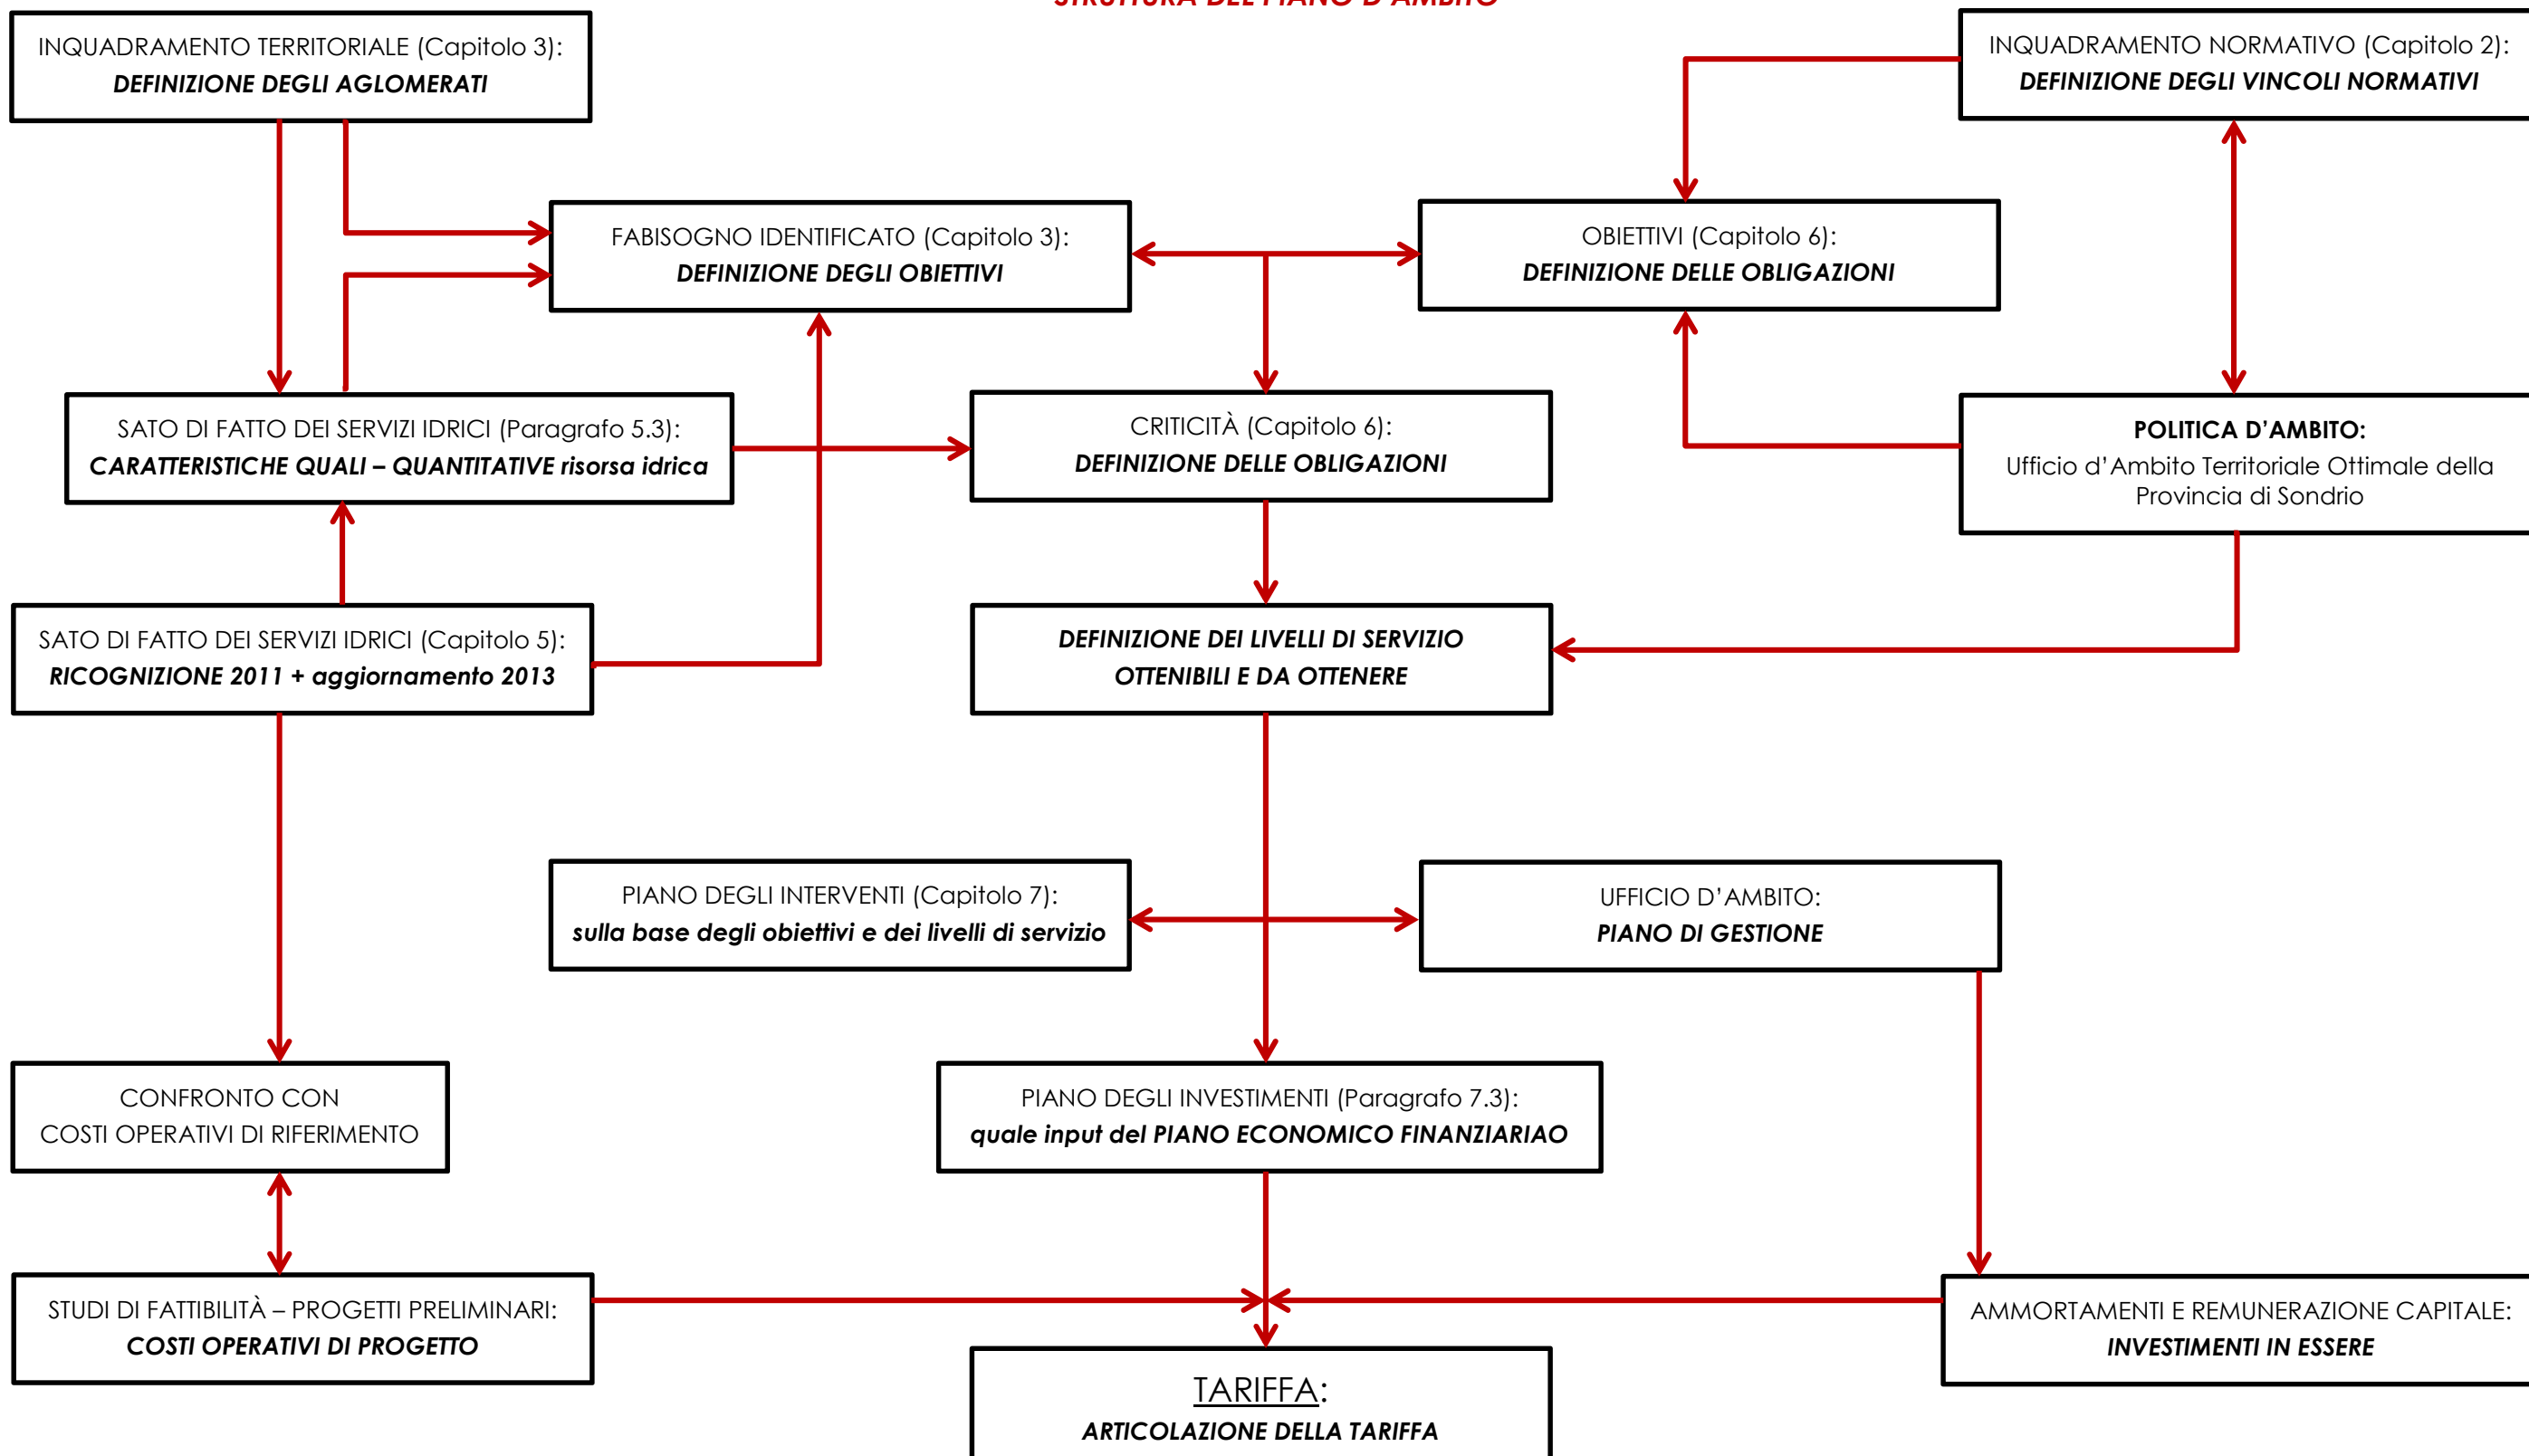 STRUTTURA DEL PIANO D'AMBITO
INQUADRAMENTO TERRITORIALE (Capitolo 3):
DEFINIZIONE DEGLI AGLOMERATI
INQUADRAMENTO NORMATIVO (Capitolo 2):
DEFINIZIONE DEGLI VINCOLI NORMATIVI
FABISOGNO IDENTIFICATO (Capitolo 3):
DEFINIZIONE DEGLI OBIETTIVI
OBIETTIVI (Capitolo 6):
DEFINIZIONE DELLE OBLIGAZIONI
SATO DI FATTO DEI SERVIZI IDRICI (Paragrafo 5.3):
CARATTERISTICHE QUALI – QUANTITATIVE risorsa idrica
CRITICITÀ (Capitolo 6):
DEFINIZIONE DELLE OBLIGAZIONI
POLITICA D’AMBITO:
Ufficio d’Ambito Territoriale Ottimale della
Provincia di Sondrio
SATO DI FATTO DEI SERVIZI IDRICI (Capitolo 5):
RICOGNIZIONE 2011 + aggiornamento 2013
DEFINIZIONE DEI LIVELLI DI SERVIZIO
OTTENIBILI E DA OTTENERE
PIANO DEGLI INTERVENTI (Capitolo 7):
sulla base degli obiettivi e dei livelli di servizio
UFFICIO D’AMBITO:
PIANO DI GESTIONE
CONFRONTO CON
COSTI OPERATIVI DI RIFERIMENTO
PIANO DEGLI INVESTIMENTI (Paragrafo 7.3):
quale input del PIANO ECONOMICO FINANZIARIAO
STUDI DI FATTIBILITÀ – PROGETTI PRELIMINARI:
COSTI OPERATIVI DI PROGETTO
AMMORTAMENTI E REMUNERAZIONE CAPITALE:
INVESTIMENTI IN ESSERE
TARIFFA:
ARTICOLAZIONE DELLA TARIFFA